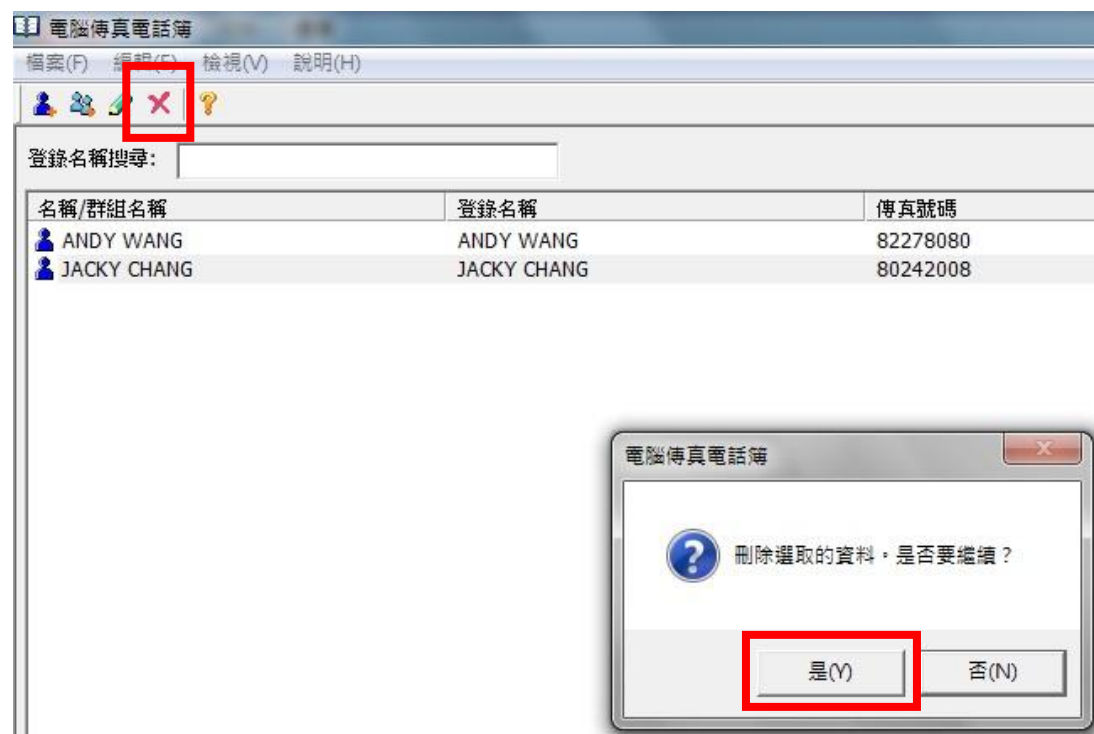 電腦傳真電話簿
檔案(F) 編輯(E) 檢視(V) 說明(H)
登錄名稱搜尋:
名稱/群組名稱 登錄名稱 傳真號碼
ANDY WANG ANDY WANG 82278080
JACKY CHANG JACKY CHANG 80242008
電腦傳真電話簿
刪除選取的資料，是否要繼續？
是(Y) 否(N)